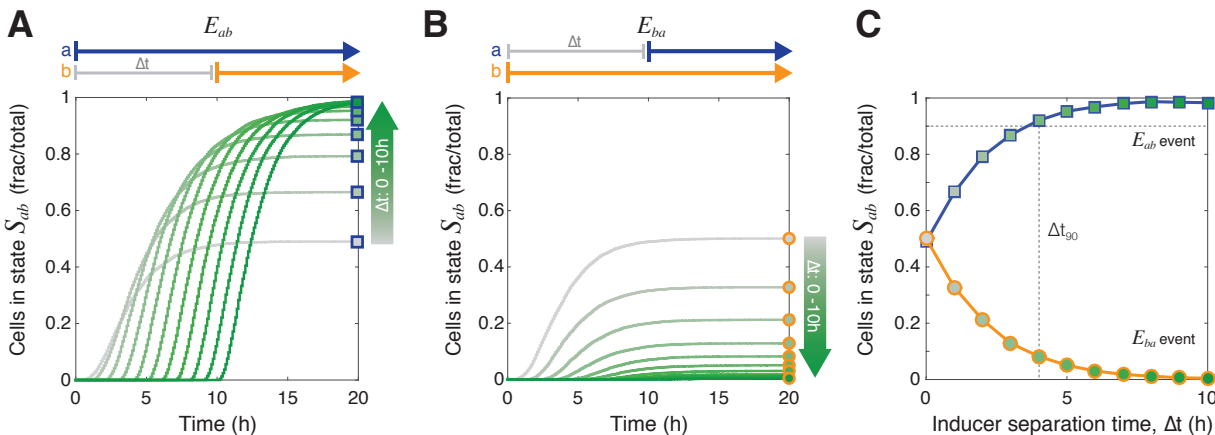 A
E_ab
a
b
Δt
Cells in state S_ab (frac/total)
1
0.8
0.6
0.4
0.2
0
0
5
10
15
20
Time (h)
Δt: 0 -10h
B
E_ba
Δt
a
b
Cells in state S_ab (frac/total)
1
0.8
0.6
0.4
0.2
0
0
5
10
15
20
Time (h)
Δt: 0 -10h
C
Cells in state S_ab (frac/total)
1
0.8
0.6
0.4
0.2
0
E_ab event
Δt_90
E_ba event
0
5
10
Inducer separation time, Δt (h)